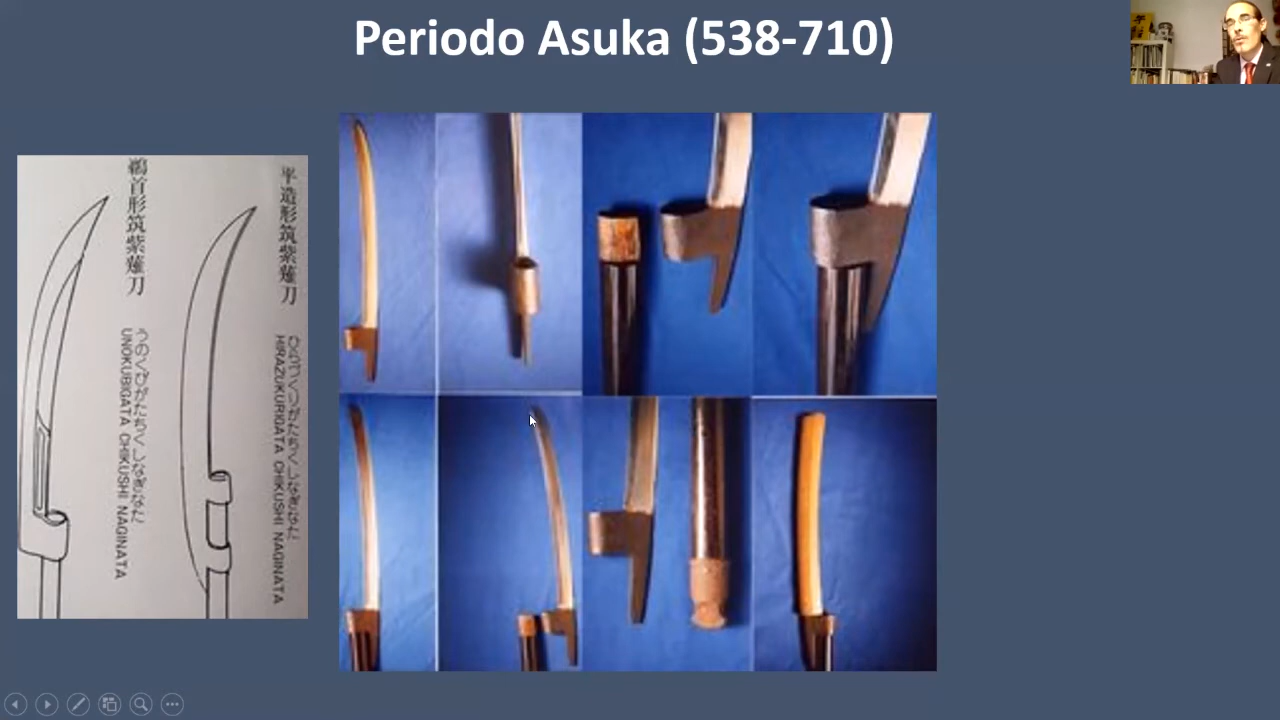 Periodo Asuka (538-710)
平造形筑紫薙刀
ひらづくりがたちくしなぎなた
HIRAZUKURIGATA CHIKUSHI NAGINATA
鵜首形筑紫薙刀
うのくびがたちくしなぎなた
UNOKUBIGATA CHIKUSHI NAGINATA